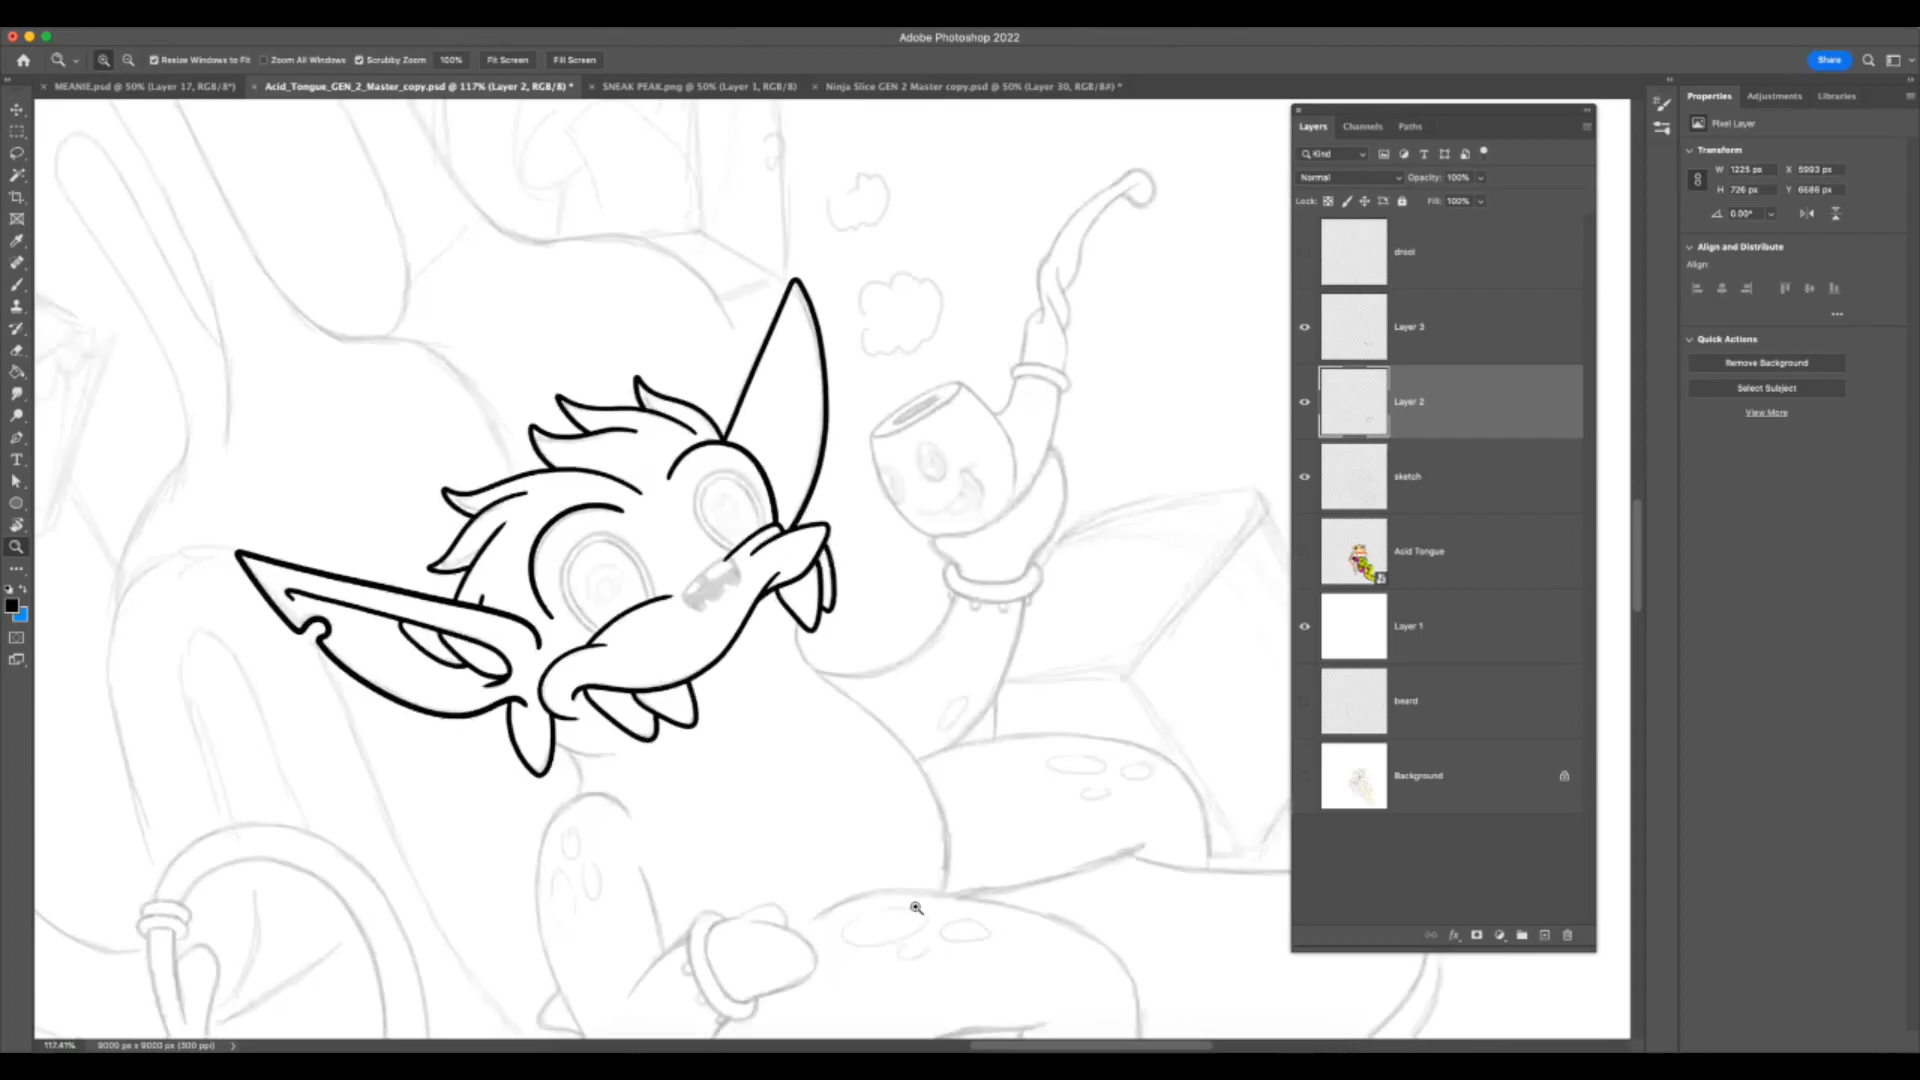 Adobe Photoshop 2022
Resize Windows to Fit Zoom All Windows Scrubby Zoom 100% Fit Screen Fill Screen Share
MEANIE.psd @ 50% (Layer 17, RGB/8*) Acid_Tongue_GEN_2_Master_copy.psd @ 117% (Layer 2, RGB/8) * SNEAK PEAK.png @ 50% (Layer 1, RGB/8) Ninja Slice GEN 2 Master copy.psd @ 50% (Layer 30, RGB/8#) *
Properties Adjustments Libraries
Pixel Layer
Transform
W 1225 px X 5993 px
H 726 px Y 6586 px
0.00°
Align and Distribute
Align:
Quick Actions
Remove Background
Select Subject
View More
Layers Channels Paths
Kind
Normal Opacity: 100%
Lock: Fill: 100%
drool
Layer 3
Layer 2
sketch
Acid Tongue
Layer 1
beard
Background
fx
117.41% 9000 px x 9000 px (300 ppi)